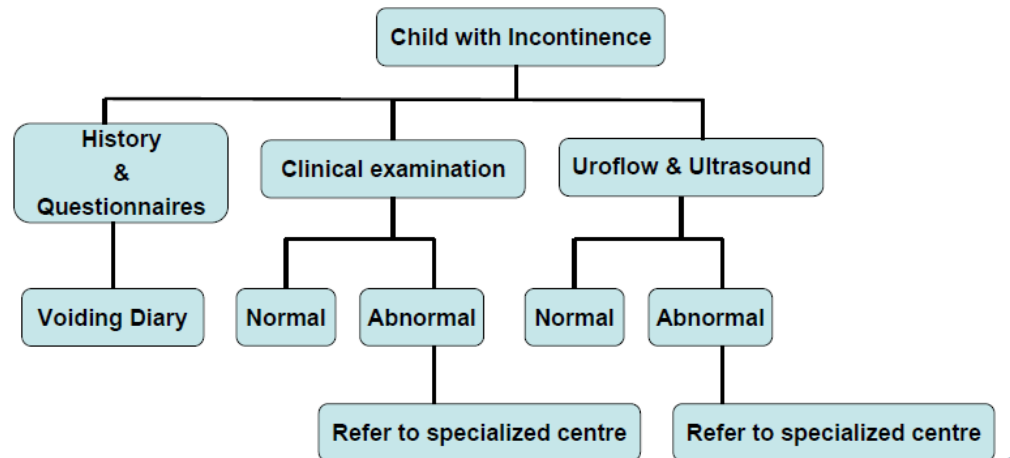 Child with Incontinence
History
&
Questionnaires
Clinical examination
Uroflow & Ultrasound
Voiding Diary
Normal
Abnormal
Normal
Abnormal
Refer to specialized centre
Refer to specialized centre